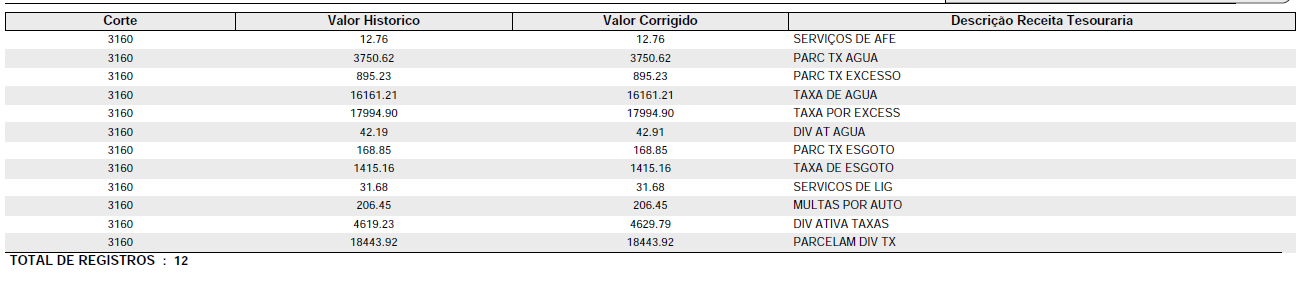 Corte Valor Historico Valor Corrigido Descrição Receita Tesouraria
3160 12.76 12.76 SERVIÇOS DE AFE
3160 3750.62 3750.62 PARC TX AGUA
3160 895.23 895.23 PARC TX EXCESSO
3160 16161.21 16161.21 TAXA DE AGUA
3160 17994.90 17994.90 TAXA POR EXCESS
3160 42.19 42.91 DIV AT AGUA
3160 168.85 168.85 PARC TX ESGOTO
3160 1415.16 1415.16 TAXA DE ESGOTO
3160 31.68 31.68 SERVICOS DE LIG
3160 206.45 206.45 MULTAS POR AUTO
3160 4619.23 4629.79 DIV ATIVA TAXAS
3160 18443.92 18443.92 PARCELAM DIV TX
TOTAL DE REGISTROS : 12